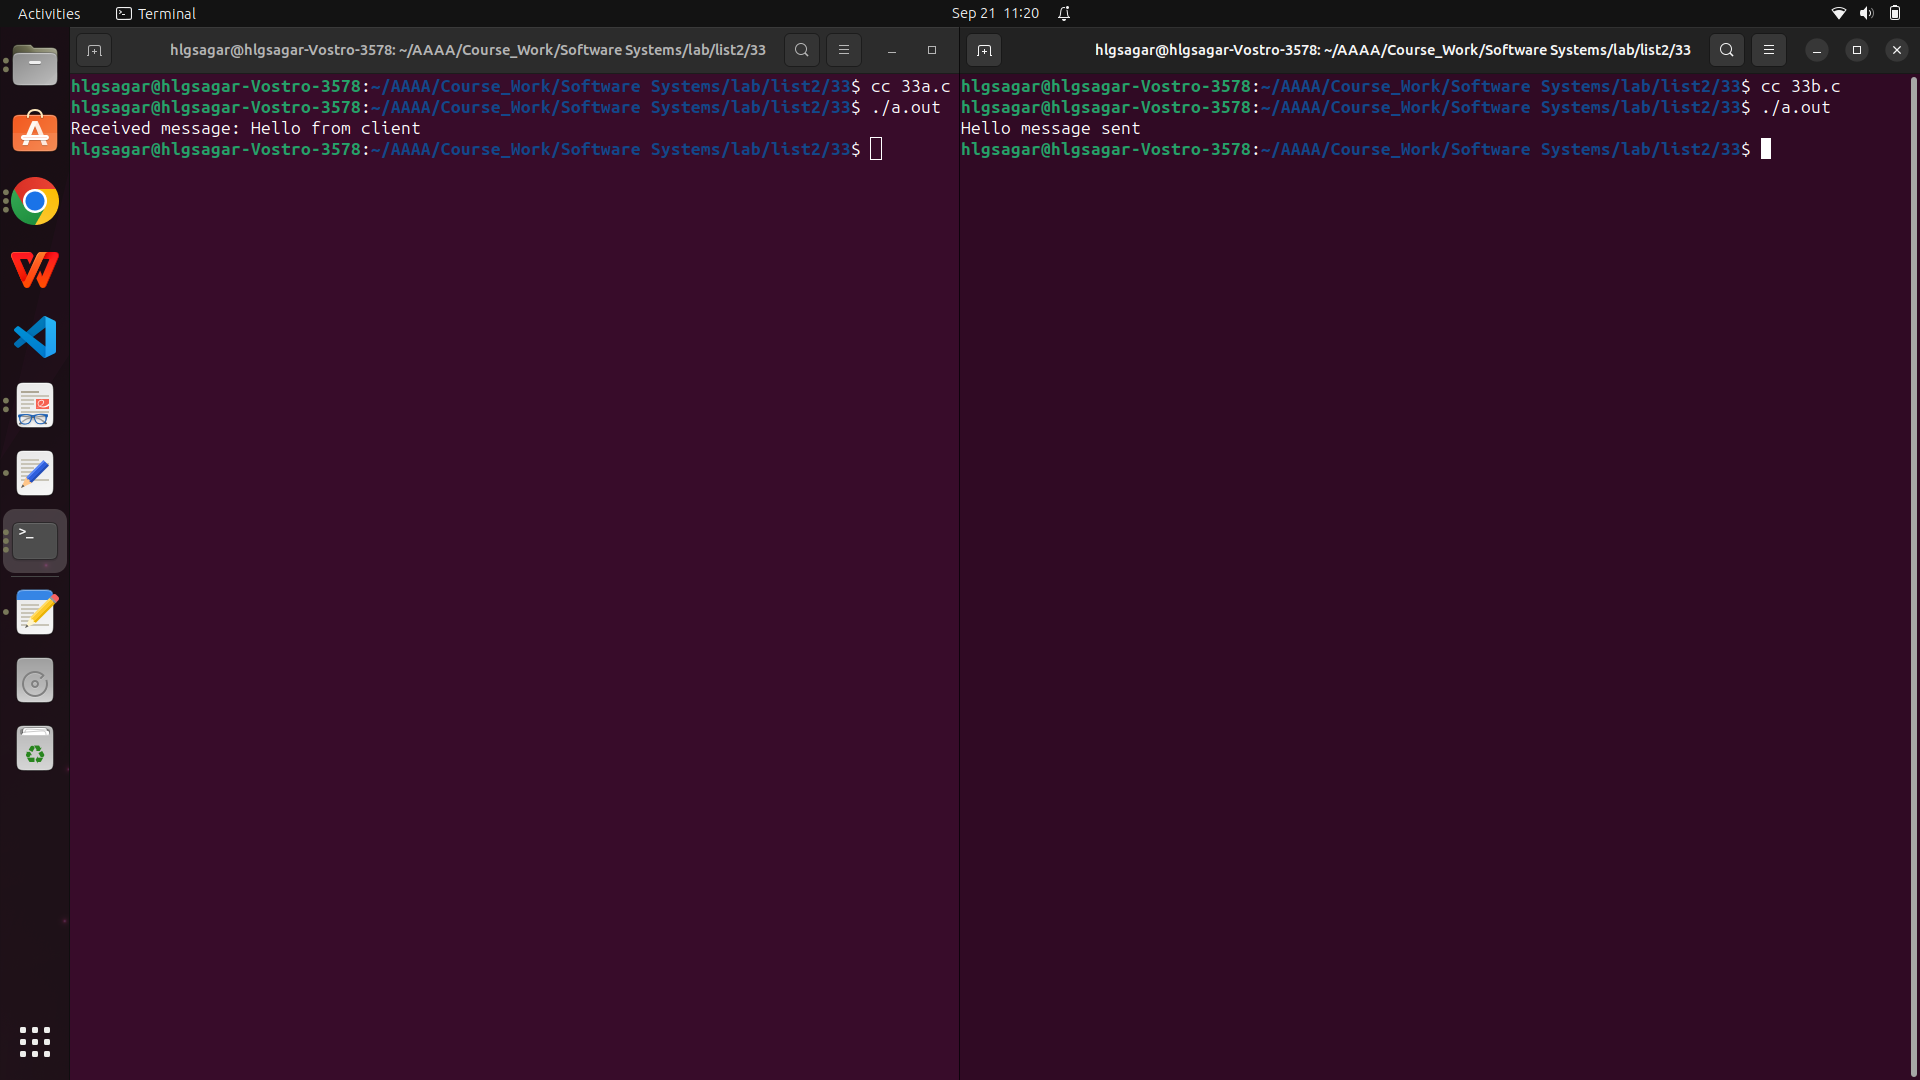 Activities
Terminal
Sep 21 11:20
hlgsagar@hlgsagar-Vostro-3578: ~/AAAA/Course_Work/Software Systems/lab/list2/33
hlgsagar@hlgsagar-Vostro-3578:~/AAAA/Course_Work/Software Systems/lab/list2/33$ cc 33a.c
hlgsagar@hlgsagar-Vostro-3578:~/AAAA/Course_Work/Software Systems/lab/list2/33$ ./a.out
Received message: Hello from client
hlgsagar@hlgsagar-Vostro-3578:~/AAAA/Course_Work/Software Systems/lab/list2/33$
hlgsagar@hlgsagar-Vostro-3578: ~/AAAA/Course_Work/Software Systems/lab/list2/33
hlgsagar@hlgsagar-Vostro-3578:~/AAAA/Course_Work/Software Systems/lab/list2/33$ cc 33b.c
hlgsagar@hlgsagar-Vostro-3578:~/AAAA/Course_Work/Software Systems/lab/list2/33$ ./a.out
Hello message sent
hlgsagar@hlgsagar-Vostro-3578:~/AAAA/Course_Work/Software Systems/lab/list2/33$